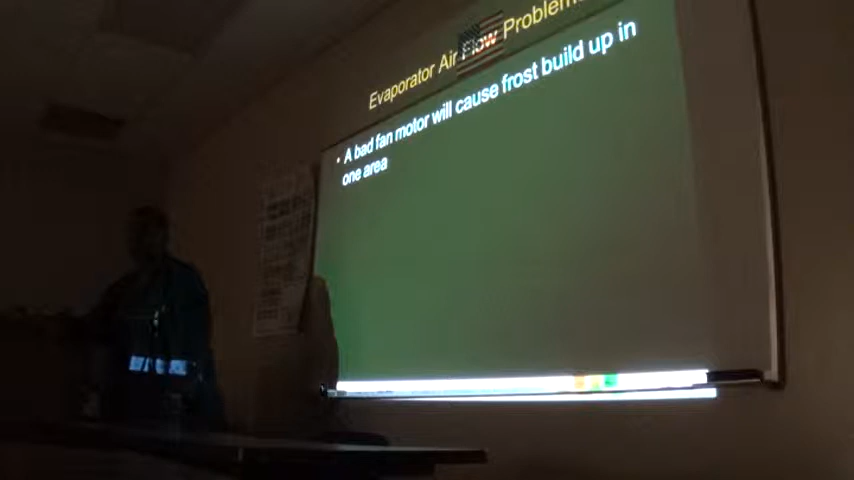 Evaporator Air Flow Problems
• A bad fan motor will cause frost build up in
one area